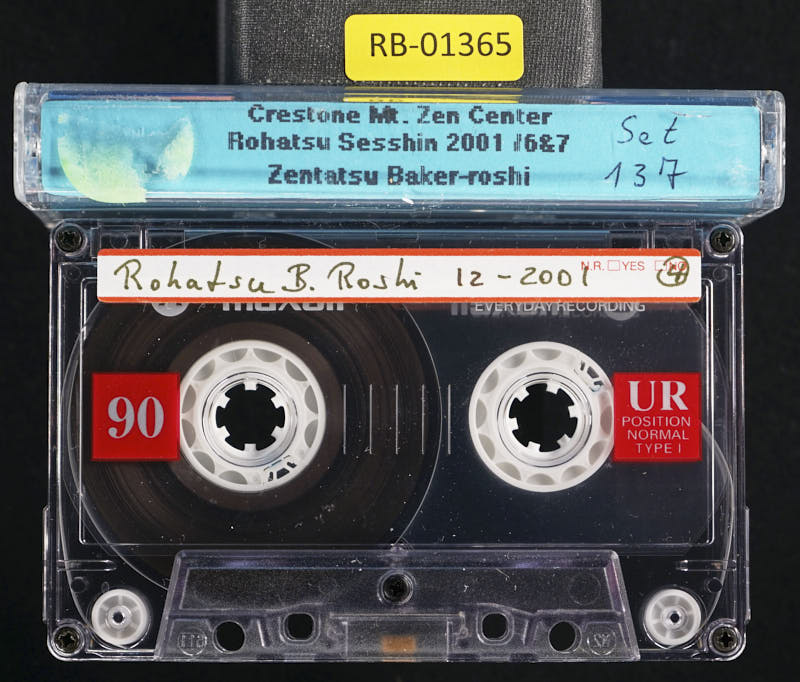 RB-01365
Crestone Mt. Zen Center
Rohatsu Sesshin 2001 #6&7
Zentatsu Baker-roshi
Set
137
Rohatsu B. Roshi 12-2001
N.R. YES NO
maxell
EVERYDAY RECORDING
90
UR
POSITION
NORMAL
TYPE I